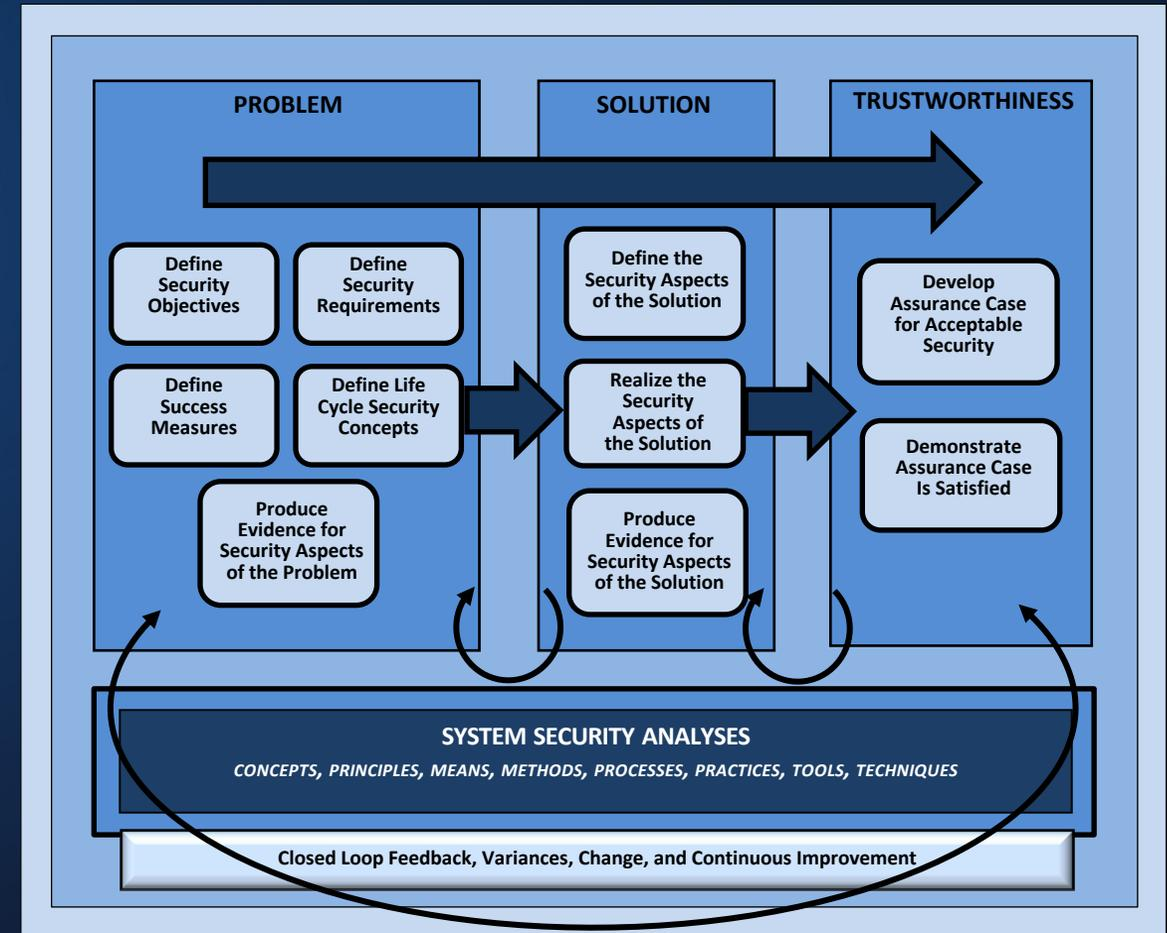 PROBLEM
Define
Security
Objectives
Define
Security
Requirements
Define
Success
Measures
Define Life
Cycle Security
Concepts
Produce
Evidence for
Security Aspects
of the Problem
SOLUTION
Define the
Security Aspects
of the Solution
Realize the
Security
Aspects of
the Solution
Produce
Evidence for
Security Aspects
of the Solution
TRUSTWORTHINESS
Develop
Assurance Case
for Acceptable
Security
Demonstrate
Assurance Case
Is Satisfied
SYSTEM SECURITY ANALYSES
CONCEPTS, PRINCIPLES, MEANS, METHODS, PROCESSES, PRACTICES, TOOLS, TECHNIQUES
Closed Loop Feedback, Variances, Change, and Continuous Improvement